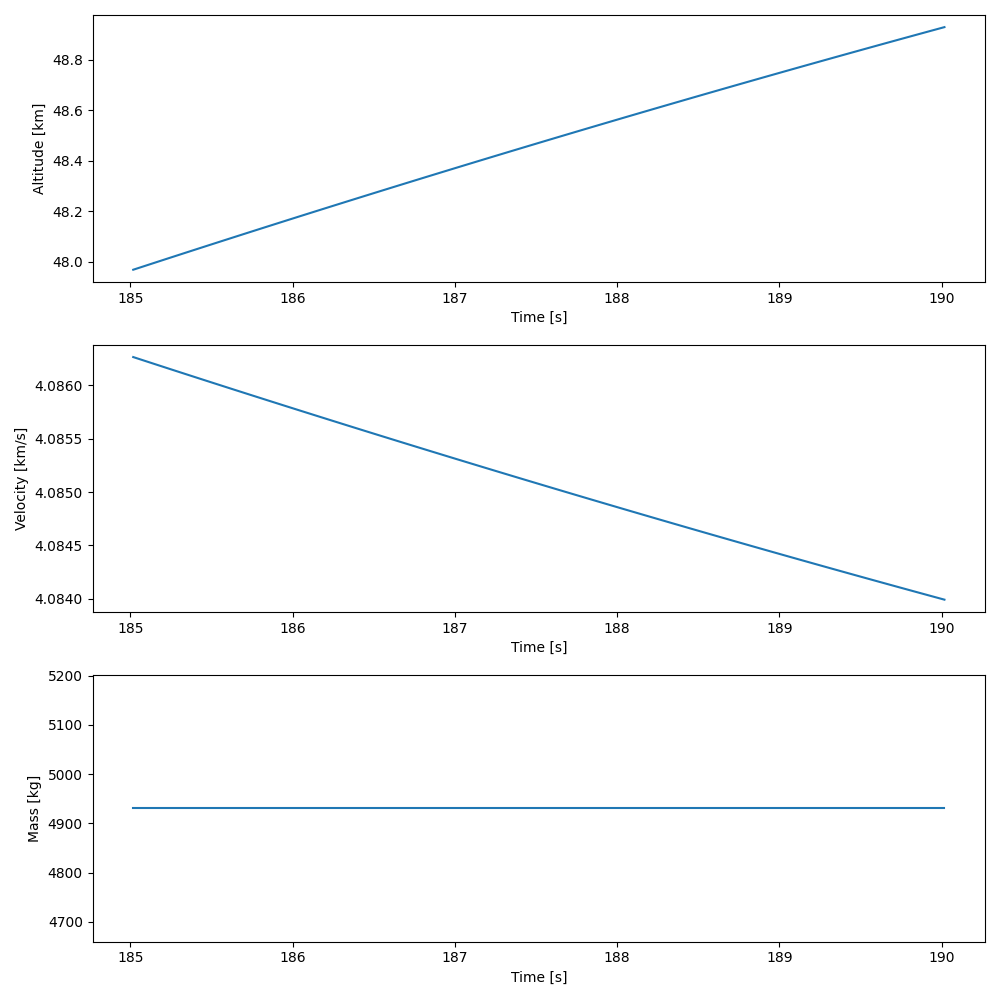 Altitude [km]
48.8
48.6
48.4
48.2
48.0
185 186 187 188 189 190
Time [s]
Velocity [km/s]
4.0860
4.0855
4.0850
4.0845
4.0840
185 186 187 188 189 190
Time [s]
Mass [kg]
5200
5100
5000
4900
4800
4700
185 186 187 188 189 190
Time [s]